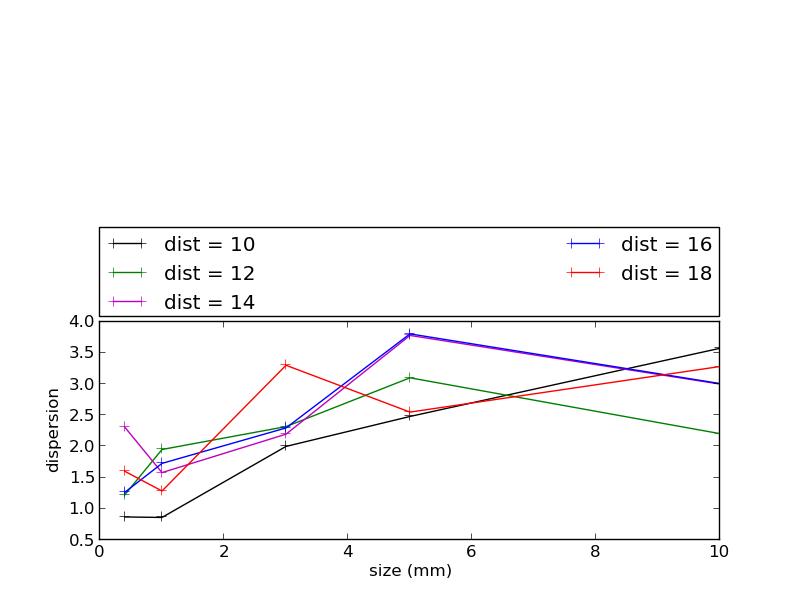 dist = 10
dist = 12
dist = 14
dist = 16
dist = 18
4.0
3.5
3.0
2.5
2.0
1.5
1.0
0.5
dispersion
0 2 4 6 8 10
size (mm)